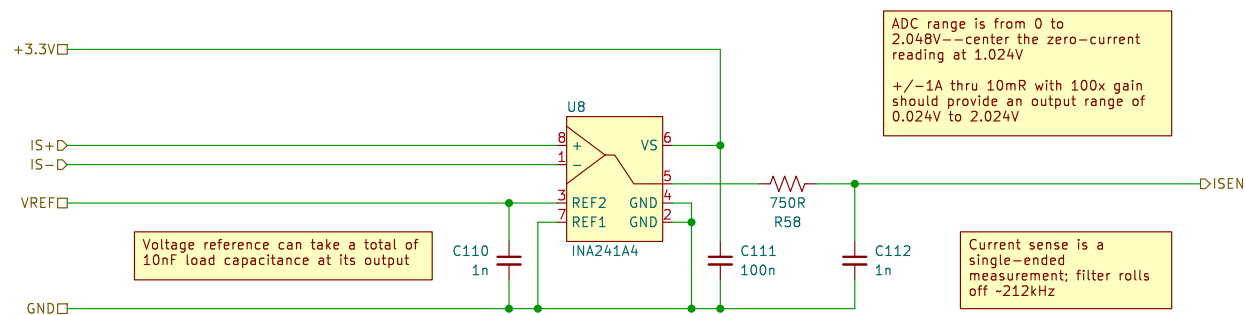 ADC range is from 0 to
2.048V--center the zero-current
reading at 1.024V
+/-1A thru 10mR with 100x gain
should provide an output range of
0.024V to 2.024V
+3.3V
U8
IS+
8
+
VS
6
IS-
1
-
5
ISEN
VREF
3
REF2
GND
4
750R
7
REF1
GND
2
R58
Voltage reference can take a total of
10nF load capacitance at its output
C110
1n
INA241A4
C111
100n
C112
1n
Current sense is a
single-ended
measurement; filter rolls
off ~212kHz
GND